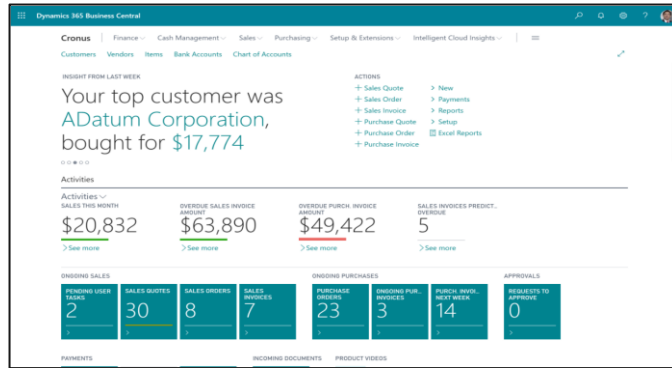 Dynamics 365 Business Central
?
Cronus Finance Cash Management Sales Purchasing Setup & Extensions Intelligent Cloud Insights
Customers Vendors Items Bank Accounts Chart of Accounts
INSIGHT FROM LAST WEEK
Your top customer was
ADatum Corporation,
bought for $17,774
ACTIONS
+ Sales Quote
+ Sales Order
+ Sales Invoice
+ Purchase Quote
+ Purchase Order
+ Purchase Invoice
> New
> Payments
> Reports
> Setup
Excel Reports
Activities
Activities
SALES THIS MONTH
$20,832
>See more
OVERDUE SALES INVOICE
AMOUNT
$63,890
>See more
OVERDUE PURCH. INVOICE
AMOUNT
$49,422
>See more
SALES INVOICES PREDICT..
OVERDUE
5
>See more
ONGOING SALES
PENDING USER
TASKS
2
>
SALES QUOTES
30
>
SALES ORDERS
8
>
SALES
INVOICES
7
>
ONGOING PURCHASES
PURCHASE
ORDERS
23
>
ONGOING PUR..
INVOICES
3
>
PURCH. INVOI..
NEXT WEEK
14
>
APPROVALS
REQUESTS TO
APPROVE
0
>
PAYMENTS
INCOMING DOCUMENTS
PRODUCT VIDEOS